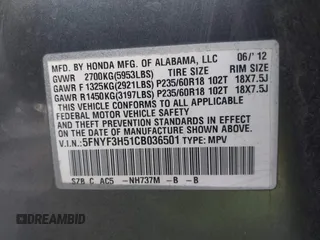 MFD. BY HONDA MFG. OF ALABAMA, LLC 06/'12
GVWR 2700KG(5953LBS) TIRE SIZE RIM SIZE
GAWR F 1325KG(2921LBS) P235/60R18 102T 18X7.5J
GAWR R 1450KG(3197LBS) P235/60R18 102T 18X7.5J
THIS VEHICLE CONFORMS TO ALL APPLICABLE FEDERAL
MOTOR VEHICLE SAFETY AND THEFT PREVENTION STANDARDS
IN EFFECT ON THE DATE OF MANUFACTURE SHOWN ABOVE.
V.I.N.: 5FNYF3H51CB036501 TYPE: MPV
SZB C AC5 -NH737M -B -B
DREAMBID